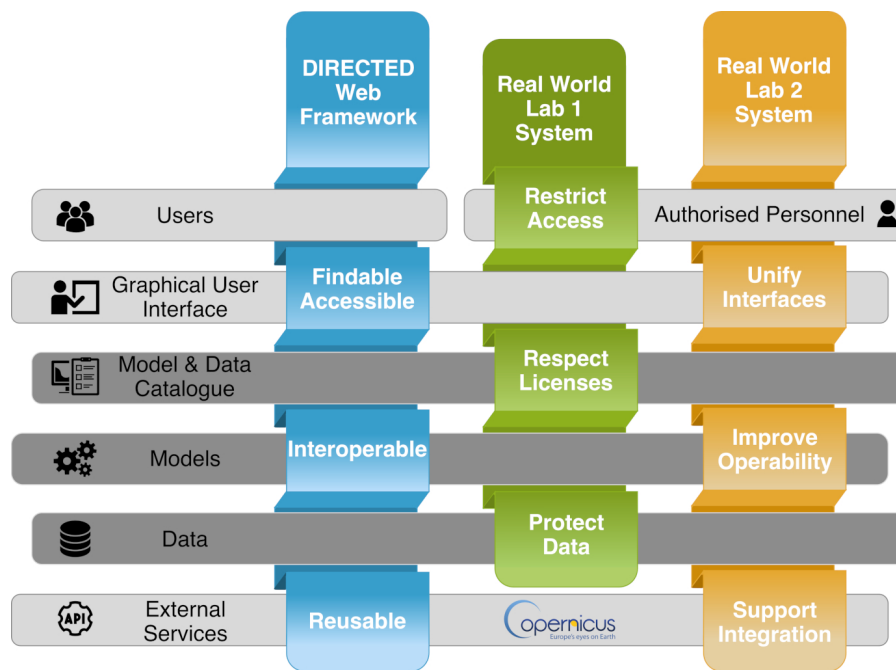 DIRECTED
Web
Framework
Real World
Lab 1
System
Real World
Lab 2
System
Users
Restrict
Access
Authorised Personnel
Graphical User
Interface
Findable
Accessible
Unify
Interfaces
Model & Data
Catalogue
Respect
Licenses
Models
Interoperable
Improve
Operability
Data
Protect
Data
API
External
Services
Reusable
Copernicus
Europe's eyes on Earth
Support
Integration